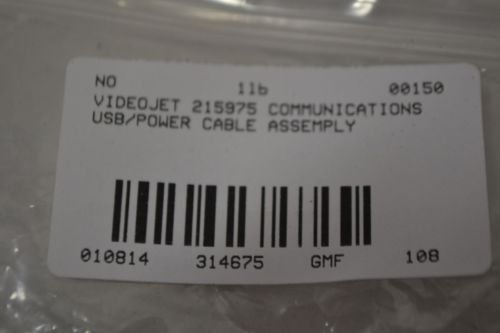 NO 1lb 00150
VIDEOJET 215975 COMMUNICATIONS
USB/POWER CABLE ASSEMPLY
010814 314675 GMF 108